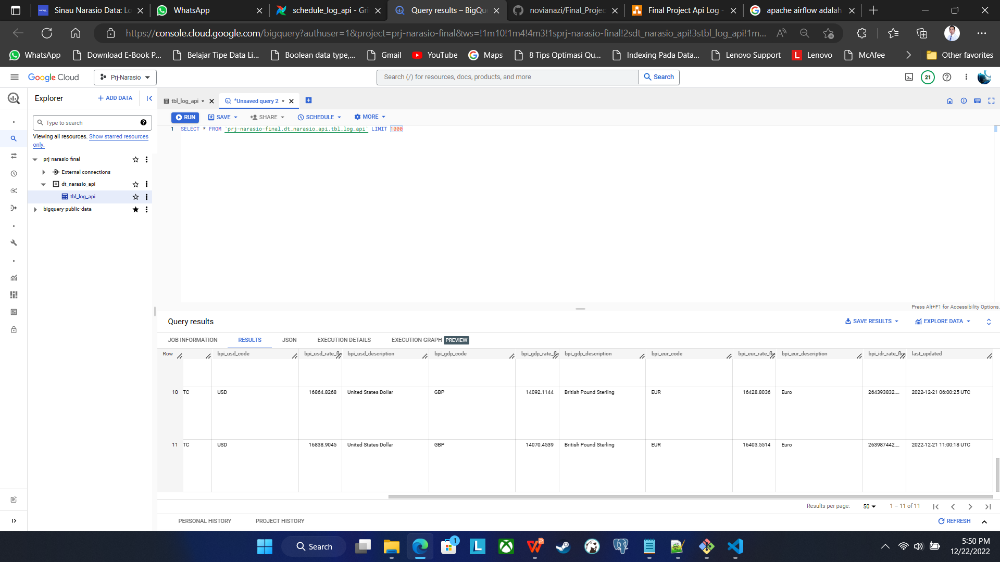 Sinau Narasio Data: Lo
WhatsApp
schedule_log_api - Gri
Query results – BigQu
novianazi/Final_Projec
Final Project Api Log -
apache airflow adalah
https://console.cloud.google.com/bigquery?authuser=1&project=prj-narasio-final&ws=!1m10!1m4!4m3!1sprj-narasio-final!2sdt_narasio_api!3stbl_log_api!1m...
WhatsApp
Download E-Book P...
Belajar Tipe Data Li...
Boolean data type,...
Gmail
YouTube
Maps
8 Tips Optimasi Qu...
Indexing Pada Data...
Lenovo Support
Lenovo
McAfee
Other favorites
Google Cloud
Prj-Narasio
Search (/) for resources, docs, products, and more
Search
21
Explorer
+ ADD DATA
tbl_log_api
*Unsaved query 2
RUN
SAVE
SHARE
SCHEDULE
MORE
Type to search
Viewing all resources. Show starred resources
only.
prj-narasio-final
External connections
dt_narasio_api
tbl_log_api
bigquery-public-data
1 SELECT * FROM `prj-narasio-final.dt_narasio_api.tbl_log_api` LIMIT 1000
Press Alt+F1 for Accessibility Options.
Query results
SAVE RESULTS
EXPLORE DATA
JOB INFORMATION
RESULTS
JSON
EXECUTION DETAILS
EXECUTION GRAPH PREVIEW
Row bpi_usd_code bpi_usd_rate_flo bpi_usd_description bpi_gdp_code bpi_gdp_rate_flo bpi_gdp_description bpi_eur_code bpi_eur_rate_flo bpi_eur_description bpi_idr_rate_floa last_updated
10 TC USD 16864.8268 United States Dollar GBP 14092.1144 British Pound Sterling EUR 16428.8036 Euro 264393832.... 2022-12-21 06:00:25 UTC
11 TC USD 16838.9045 United States Dollar GBP 14070.4539 British Pound Sterling EUR 16403.5514 Euro 263987442.... 2022-12-21 11:00:18 UTC
Results per page: 50 1 – 11 of 11
PERSONAL HISTORY
PROJECT HISTORY
REFRESH
Search
1
5:50 PM
12/22/2022